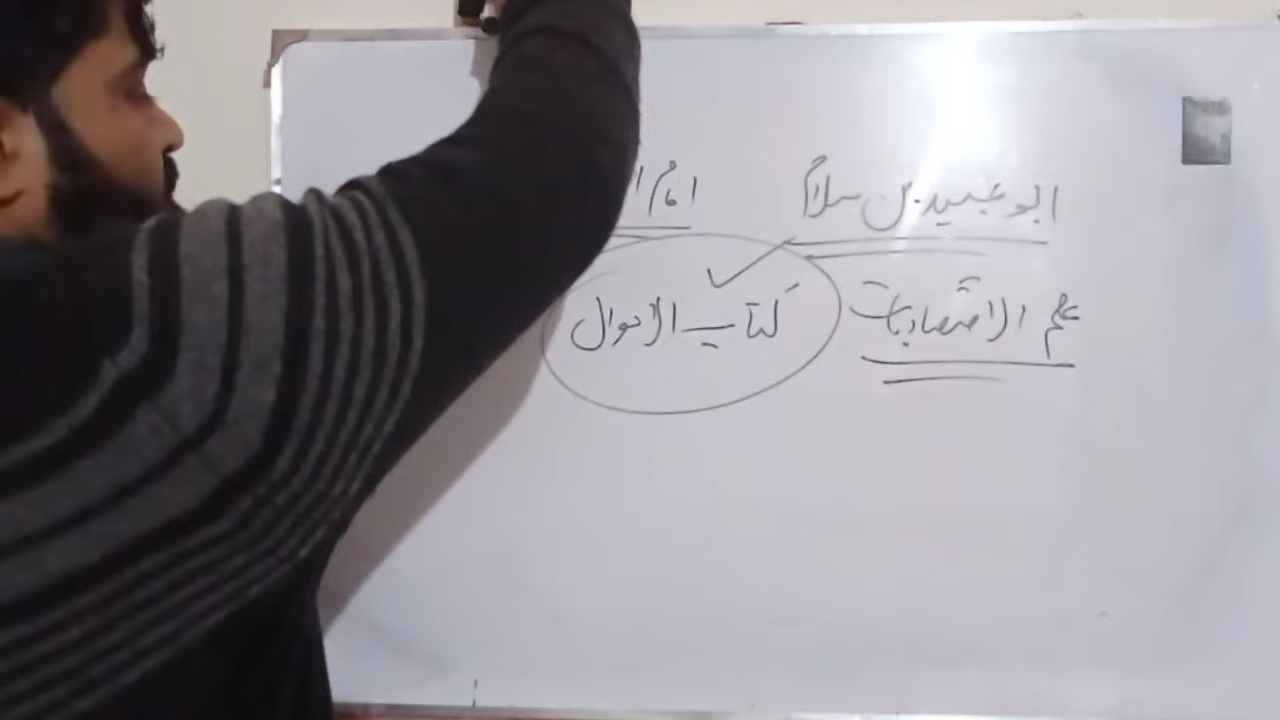 ابو عبید بن سلامؒ امام ا
علم الاقتصادیات کتاب الاموال